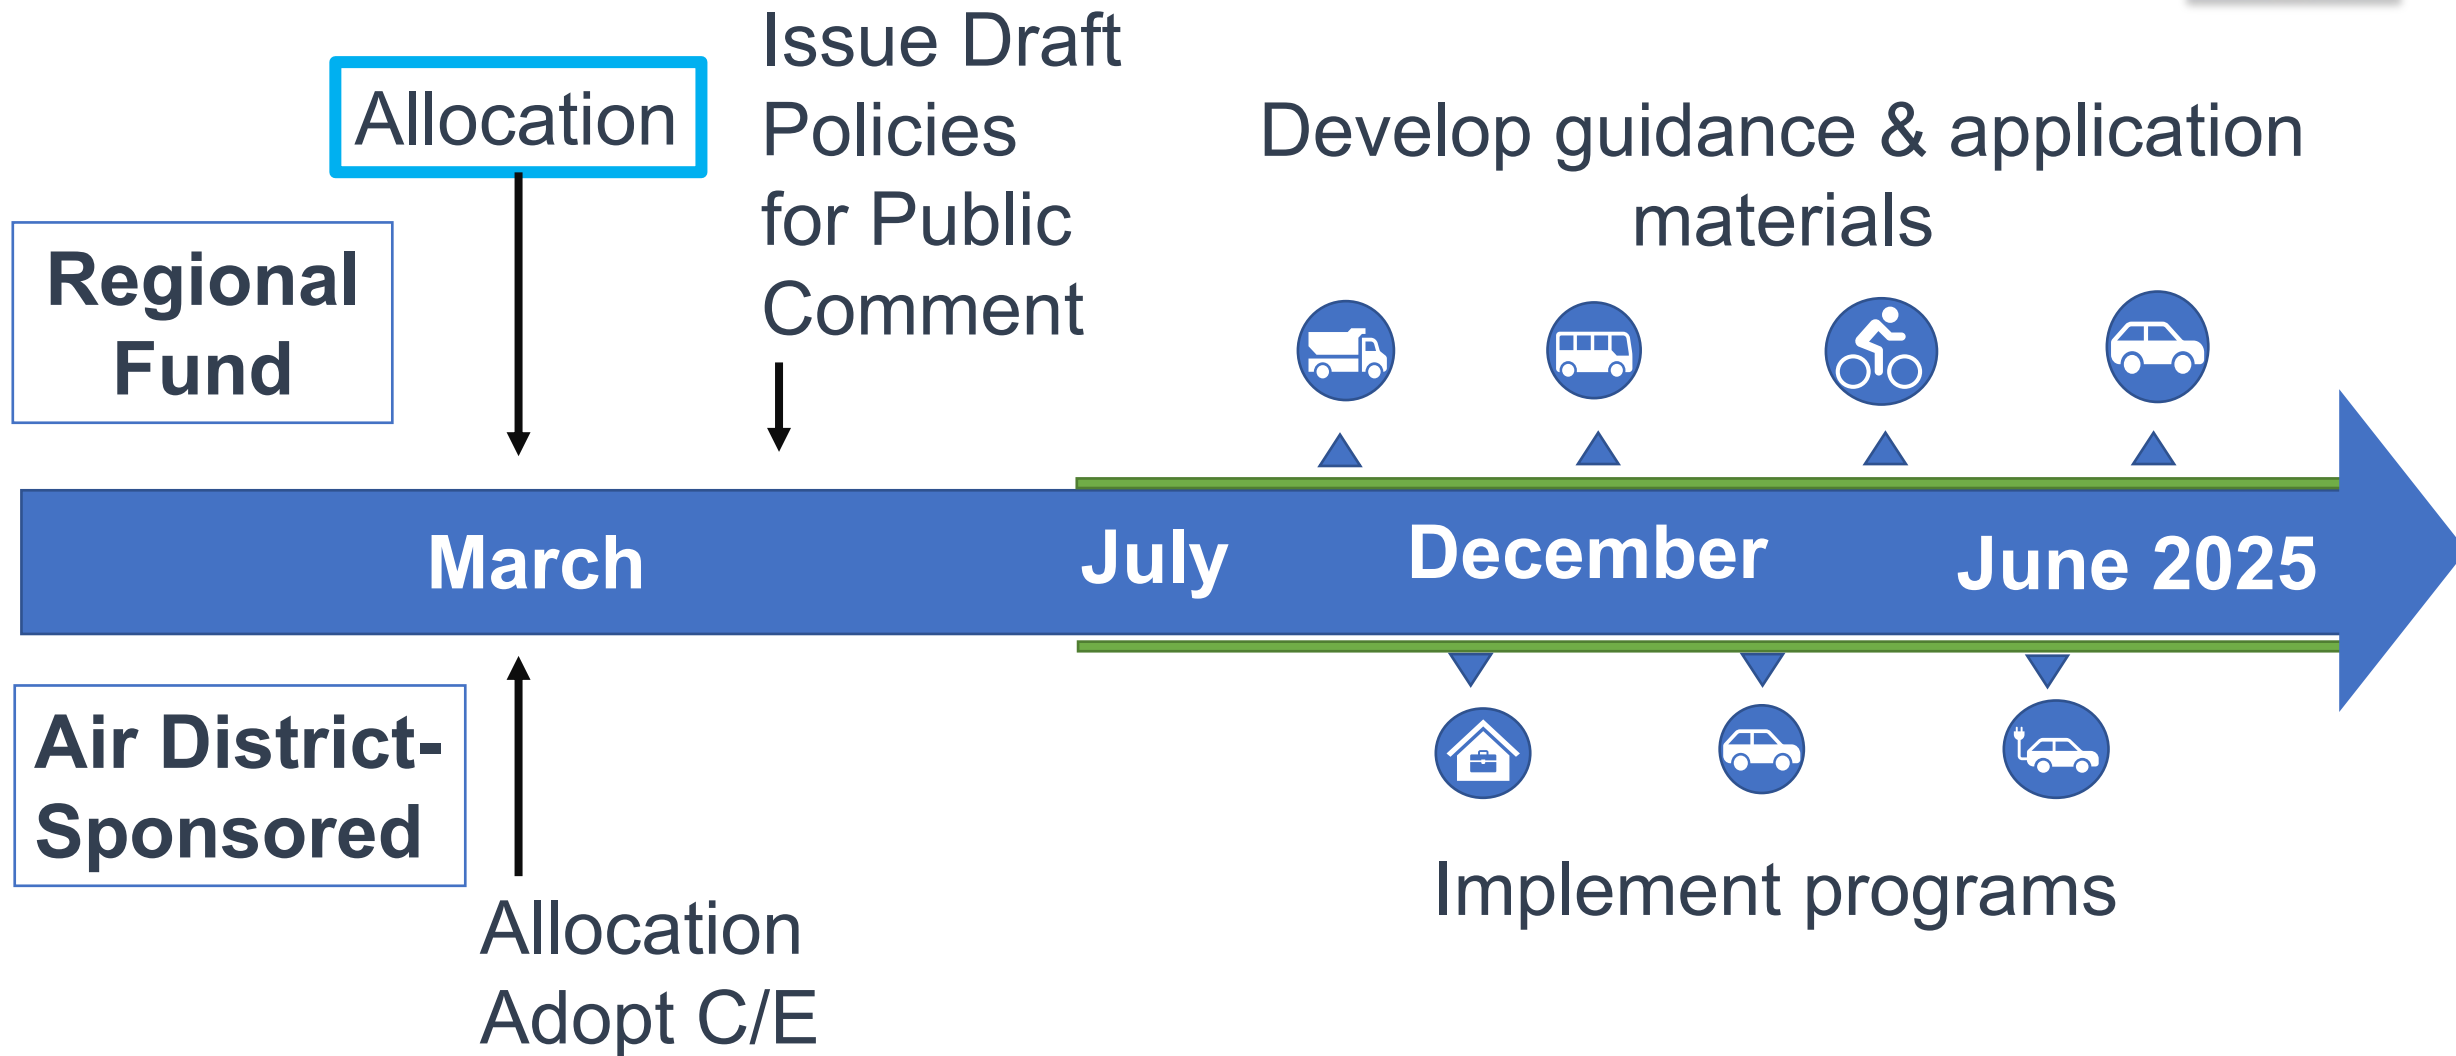 Allocation
Issue Draft
Policies
for Public
Comment
Develop guidance & application
materials
Regional
Fund
March
July
December
June 2025
Air District-
Sponsored
Allocation
Adopt C/E
Implement programs